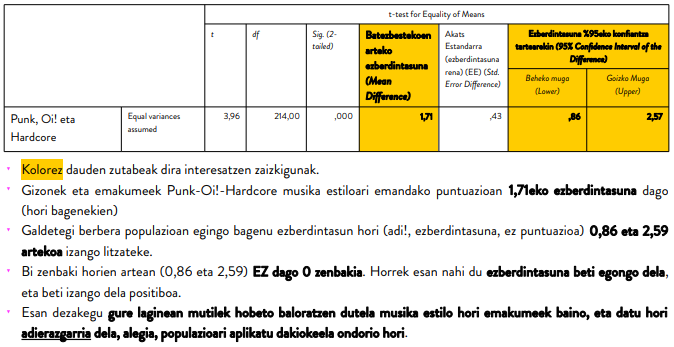 t-test for Equality of Means
t
df
Sig. (2-
tailed)
Batezbestekoen
arteko
ezberdintasuna
(Mean
Difference)
Akats
Estandarra
(ezberdintasuna
rena) (EE) (Std.
Error Difference)
Ezberdintasuna %95eko konfiantza
tartearekin (95% Confidence Interval of the
Difference)
Beheko muga
(Lower)
Goizko Muga
(Upper)
Punk, Oi! eta
Hardcore
Equal variances
assumed
3,96
214,00
,000
1,71
,43
,86
2,57
Kolorez dauden zutabeak dira interesatzen zaizkigunak.
Gizonek eta emakumeek Punk-Oi!-Hardcore musika estiloari emandako puntuazioan 1,71eko ezberdintasuna dago
(hori bagenekien)
Galdetegi berbera populazioan egingo bagenu ezberdintasun hori (adi!, ezberdintasuna, ez puntuazioa) 0,86 eta 2,59
artekoa izango litzateke.
Bi zenbaki horien artean (0,86 eta 2,59) EZ dago 0 zenbakia. Horrek esan nahi du ezberdintasuna beti egongo dela,
eta beti izango dela positiboa.
Esan dezakegu gure laginean mutilek hobeto baloratzen dutela musika estilo hori emakumeek baino, eta datu hori
adierazgarria dela, alegia, populazioari aplikatu dakiokeela ondorio hori.